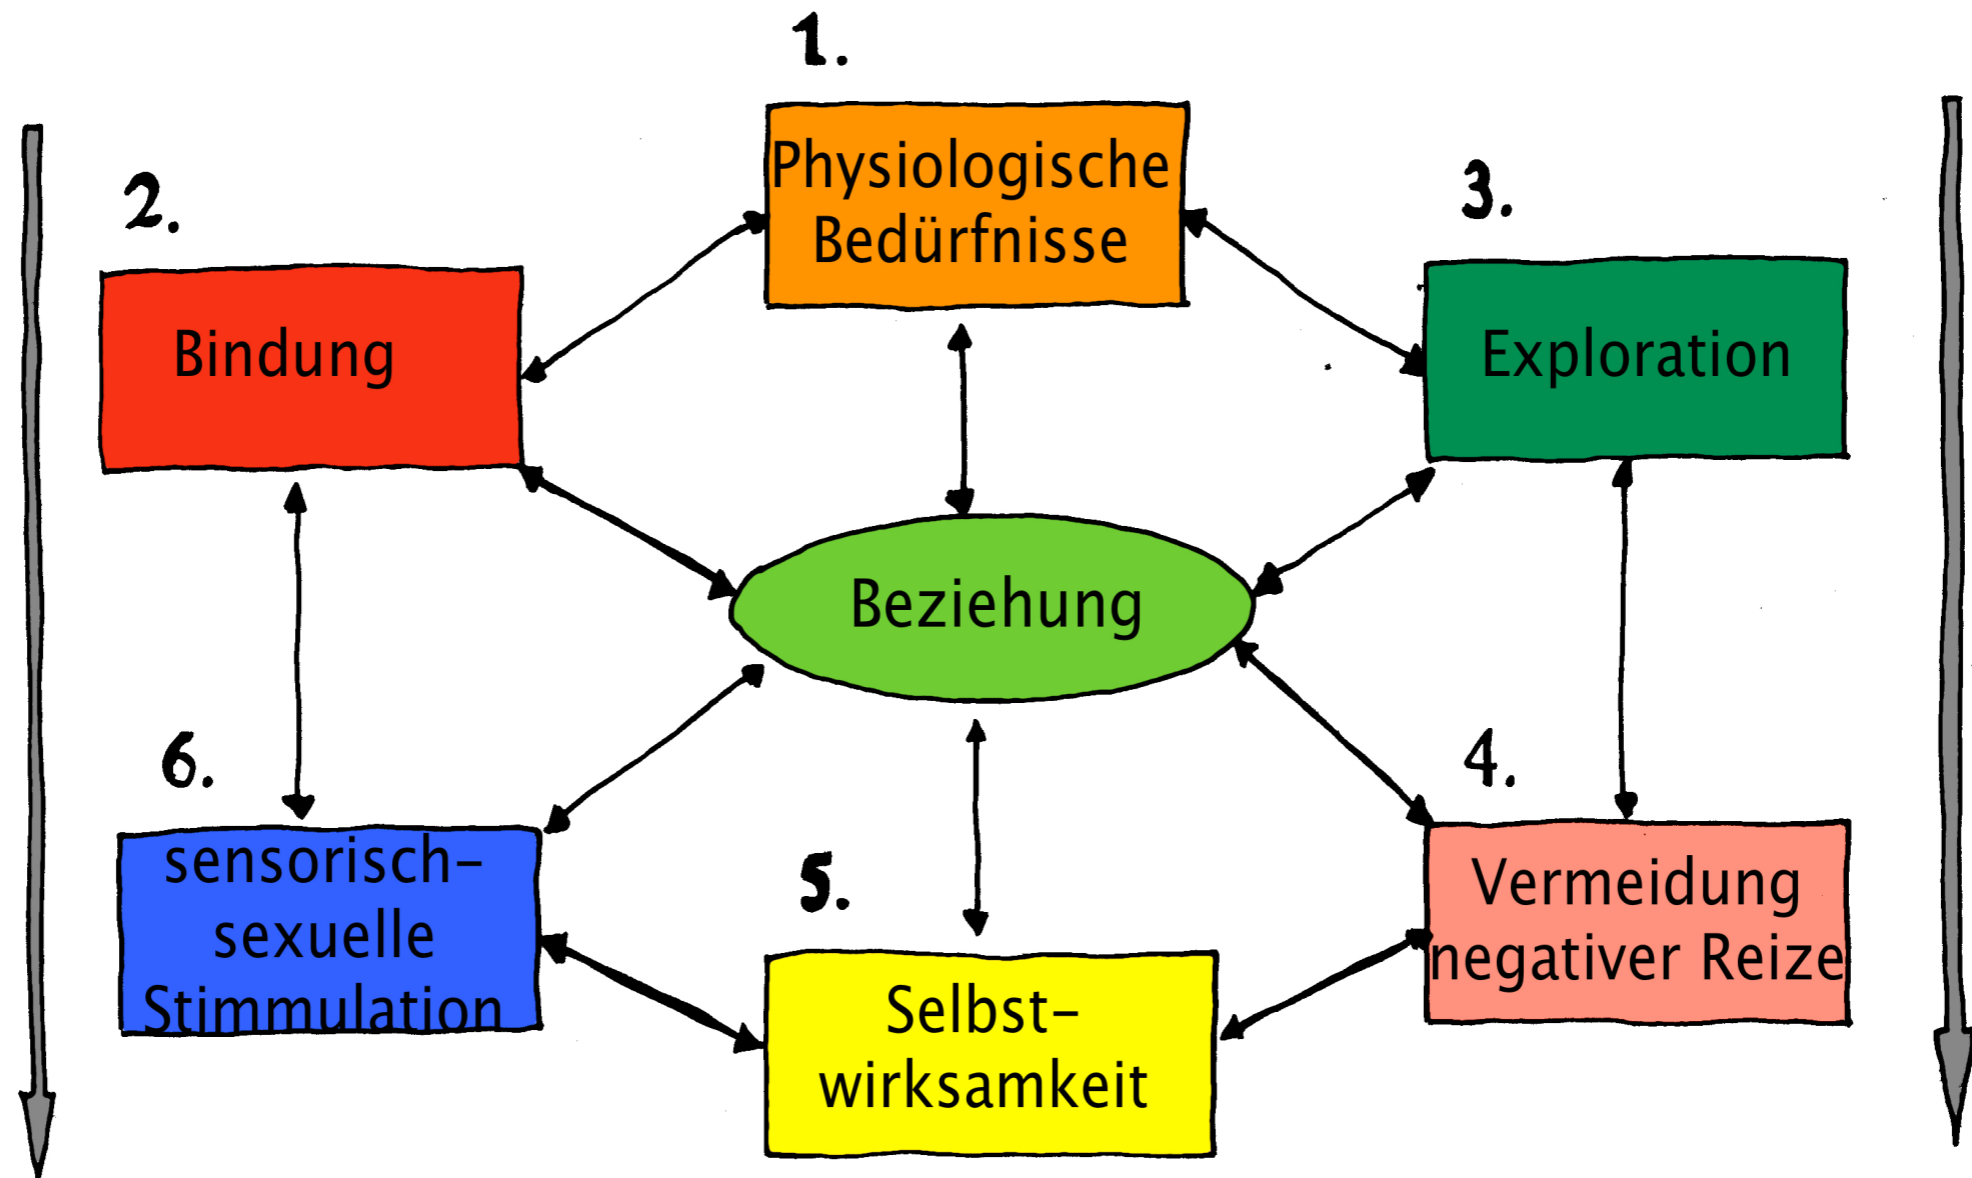 1.
Physiologische
Bedürfnisse
2.
Bindung
3.
Exploration
Beziehung
6.
sensorisch-
sexuelle
Stimmulation
5.
Selbst-
wirksamkeit
4.
Vermeidung
negativer Reize